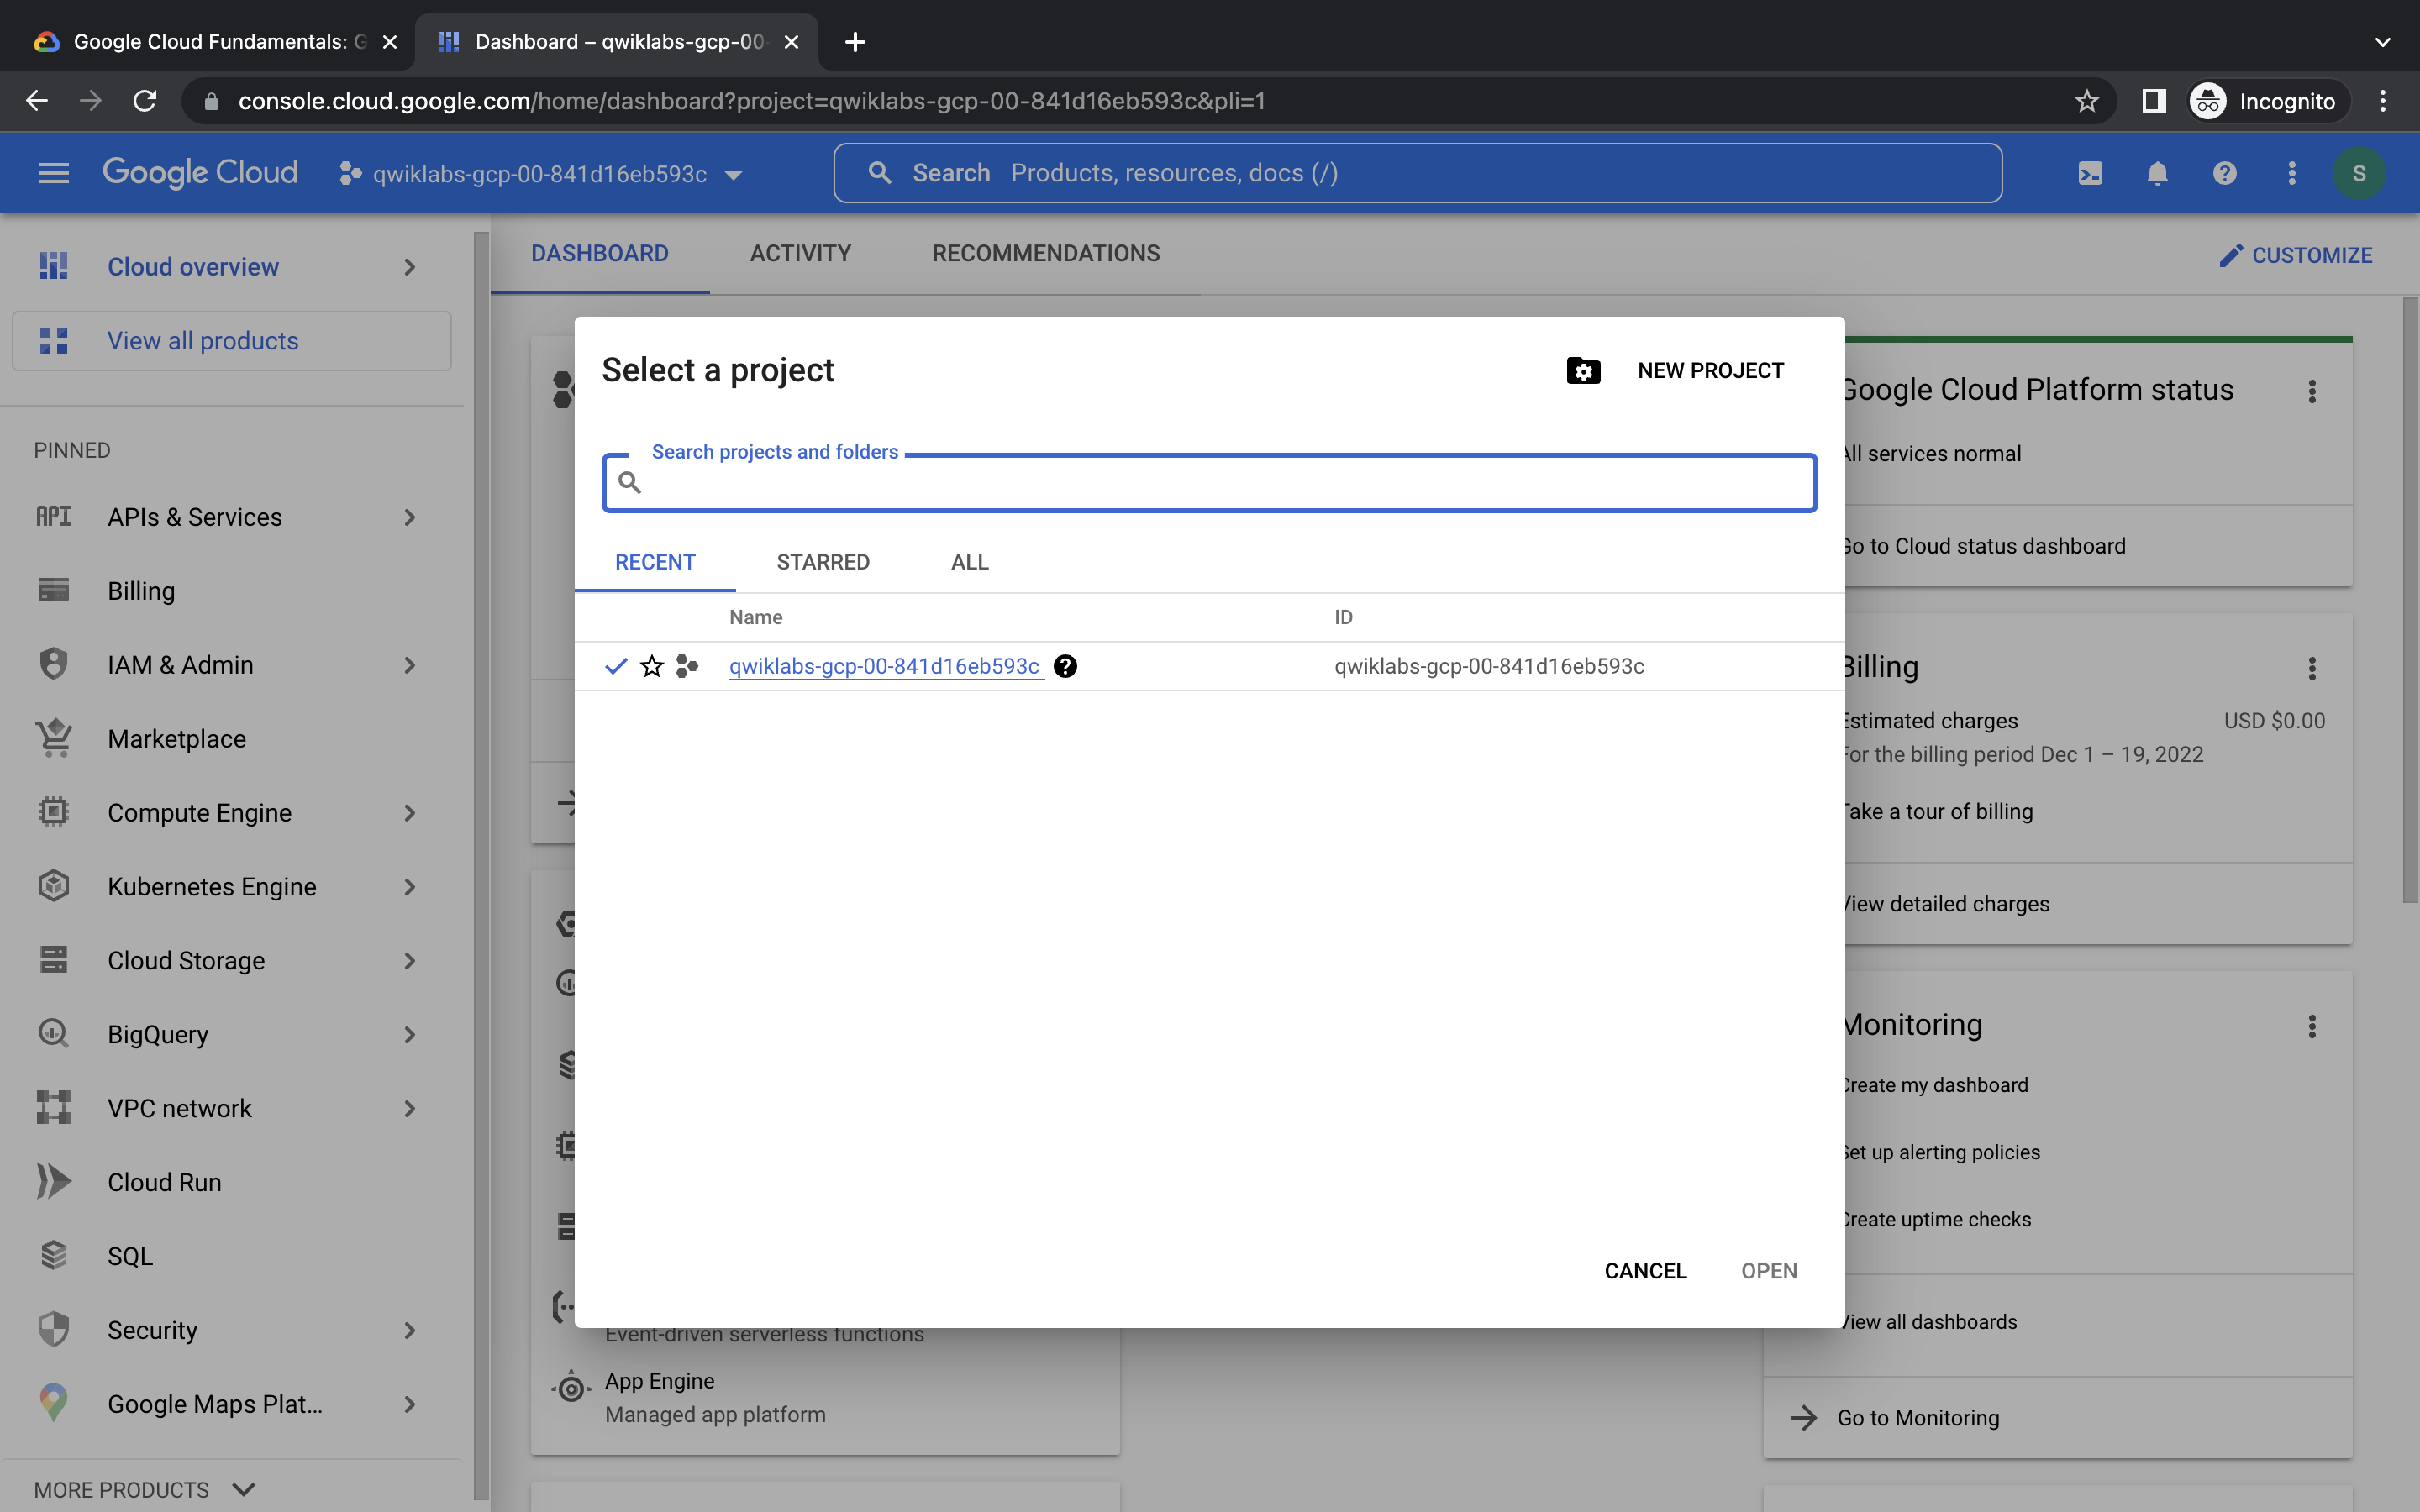 Google Cloud Fundamentals: G
Dashboard – qwiklabs-gcp-00-
console.cloud.google.com/home/dashboard?project=qwiklabs-gcp-00-841d16eb593c&pli=1
Incognito
Google Cloud
qwiklabs-gcp-00-841d16eb593c
Search Products, resources, docs (/)
S
Cloud overview
View all products
PINNED
API APIs & Services
Billing
IAM & Admin
Marketplace
Compute Engine
Kubernetes Engine
Cloud Storage
BigQuery
VPC network
Cloud Run
SQL
Security
Google Maps Plat...
MORE PRODUCTS
DASHBOARD
ACTIVITY
RECOMMENDATIONS
CUSTOMIZE
Select a project
NEW PROJECT
Search projects and folders
RECENT
STARRED
ALL
Name
ID
qwiklabs-gcp-00-841d16eb593c
qwiklabs-gcp-00-841d16eb593c
CANCEL
OPEN
Event-driven serverless functions
App Engine
Managed app platform
Google Cloud Platform status
All services normal
Go to Cloud status dashboard
Billing
Estimated charges
USD $0.00
For the billing period Dec 1 – 19, 2022
Take a tour of billing
View detailed charges
Monitoring
Create my dashboard
Set up alerting policies
Create uptime checks
View all dashboards
Go to Monitoring